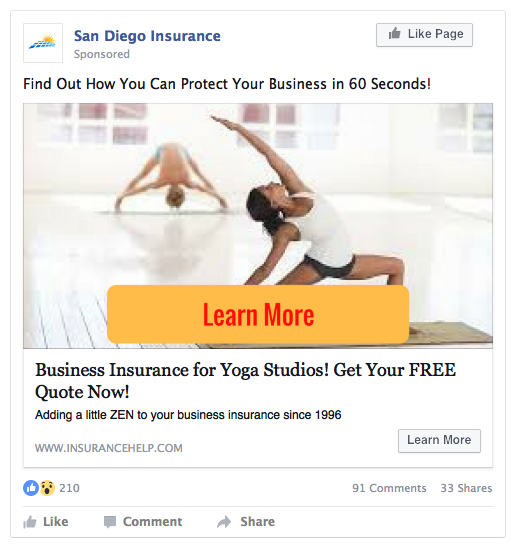 San Diego Insurance
Sponsored
Like Page
Find Out How You Can Protect Your Business in 60 Seconds!
Learn More
Business Insurance for Yoga Studios! Get Your FREE
Quote Now!
Adding a little ZEN to your business insurance since 1996
WWW.INSURANCEHELP.COM
Learn More
210
91 Comments 33 Shares
Like Comment Share